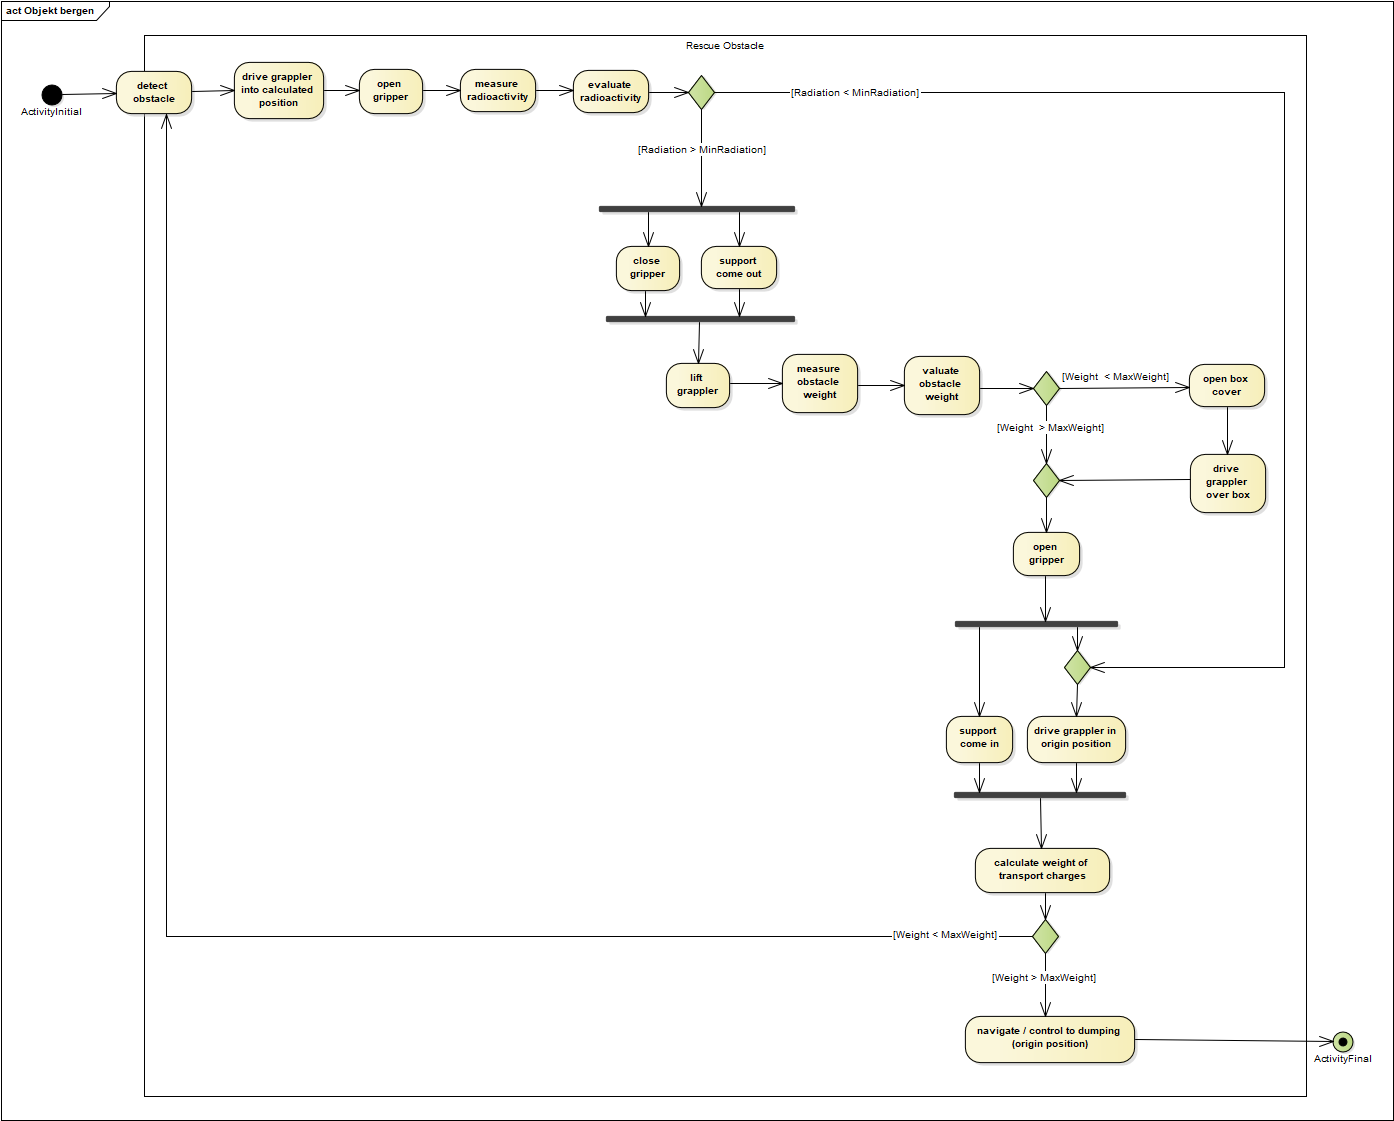 act Objekt bergen
Rescue Obstacle
ActivityInitial
detect
obstacle
drive grappler
into calculated
position
open
gripper
measure
radioactivity
evaluate
radioactivity
[Radiation < MinRadiation]
[Radiation > MinRadiation]
close
gripper
support
come out
lift
grappler
measure
obstacle
weight
valuate
obstacle
weight
[Weight  < MaxWeight]
open box
cover
[Weight  > MaxWeight]
drive
grappler
over box
open
gripper
support
come in
drive grappler in
origin position
calculate weight of
transport charges
[Weight < MaxWeight]
[Weight > MaxWeight]
navigate / control to dumping
(origin position)
ActivityFinal